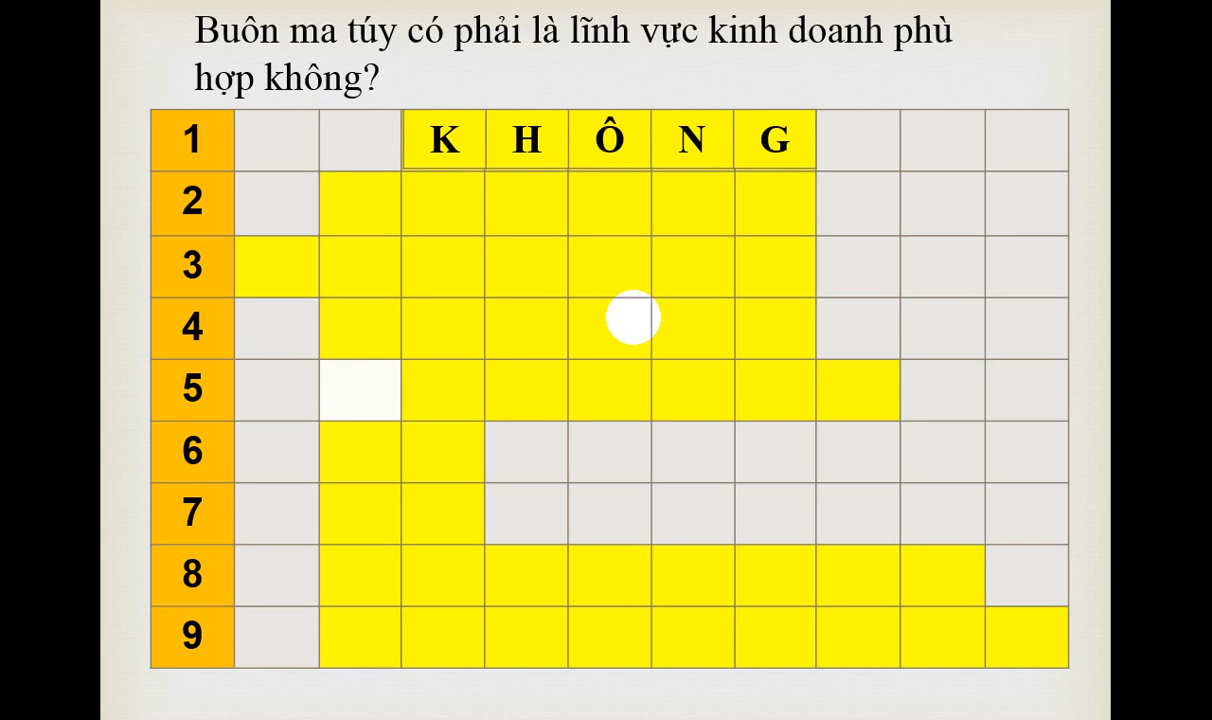 Buôn ma túy có phải là lĩnh vực kinh doanh phù
hợp không?
1 K H Ô N G
2
3
4
5
6
7
8
9